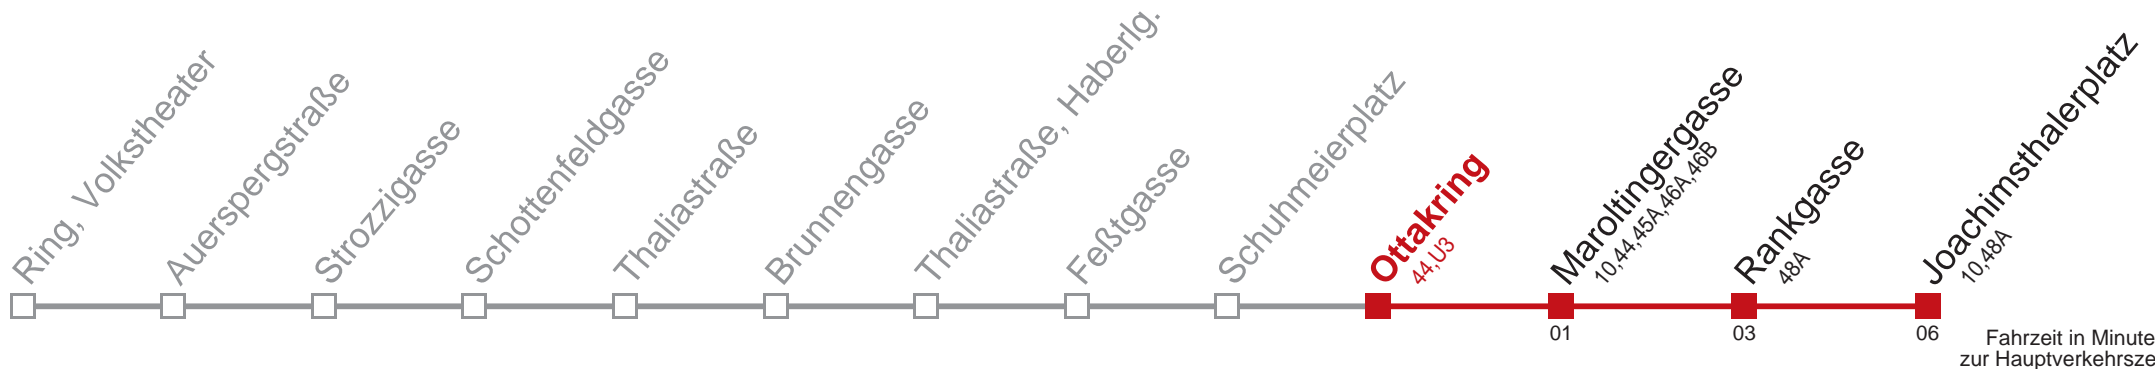 Ring, Volkstheater
Auerspergstraße
Strozzigasse
Schottenfeldgasse
Thaliastraße
Brunnengasse
Thaliastraße, Haberlg.
Feßtgasse
Schuhmeierplatz
Ottakring
44,U3
Maroltingergasse
10,44,45A,46A,46B
Rankgasse
48A
Joachimsthalerplatz
10,48A
01
03
06
Fahrzeit in Minute
zur Hauptverkehrsze